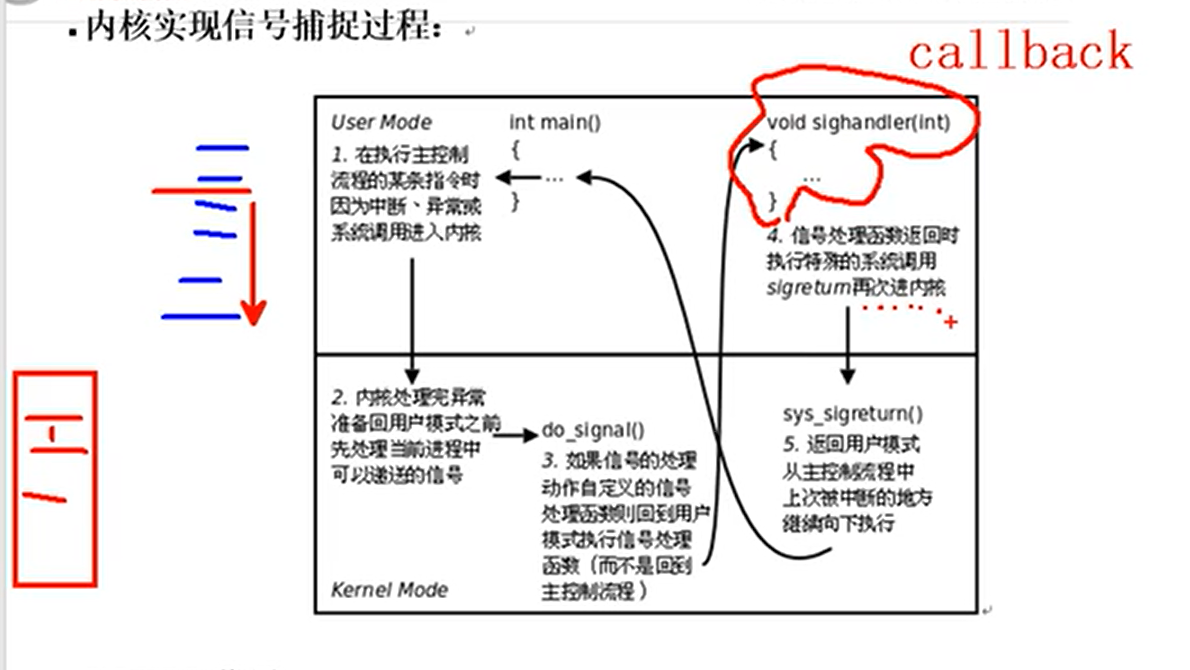 ▪ 内核实现信号捕捉过程：
callback
User Mode
int main()
{
...
}
void sighandler(int)
{
...
}
1. 在执行主控制
流程的某条指令时
因为中断、异常或
系统调用进入内核
4. 信号处理函数返回时
执行特殊的系统调用
sigreturn再次进内核
2. 内核处理完异常
准备回用户模式之前
先处理当前进程中
可以递送的信号
do_signal()
3. 如果信号的处理
动作自定义的信号
处理函数则回到用户
模式执行信号处理
函数（而不是回到
主控制流程）
sys_sigreturn()
5. 返回用户模式
从主控制流程中
上次被中断的地方
继续向下执行
Kernel Mode